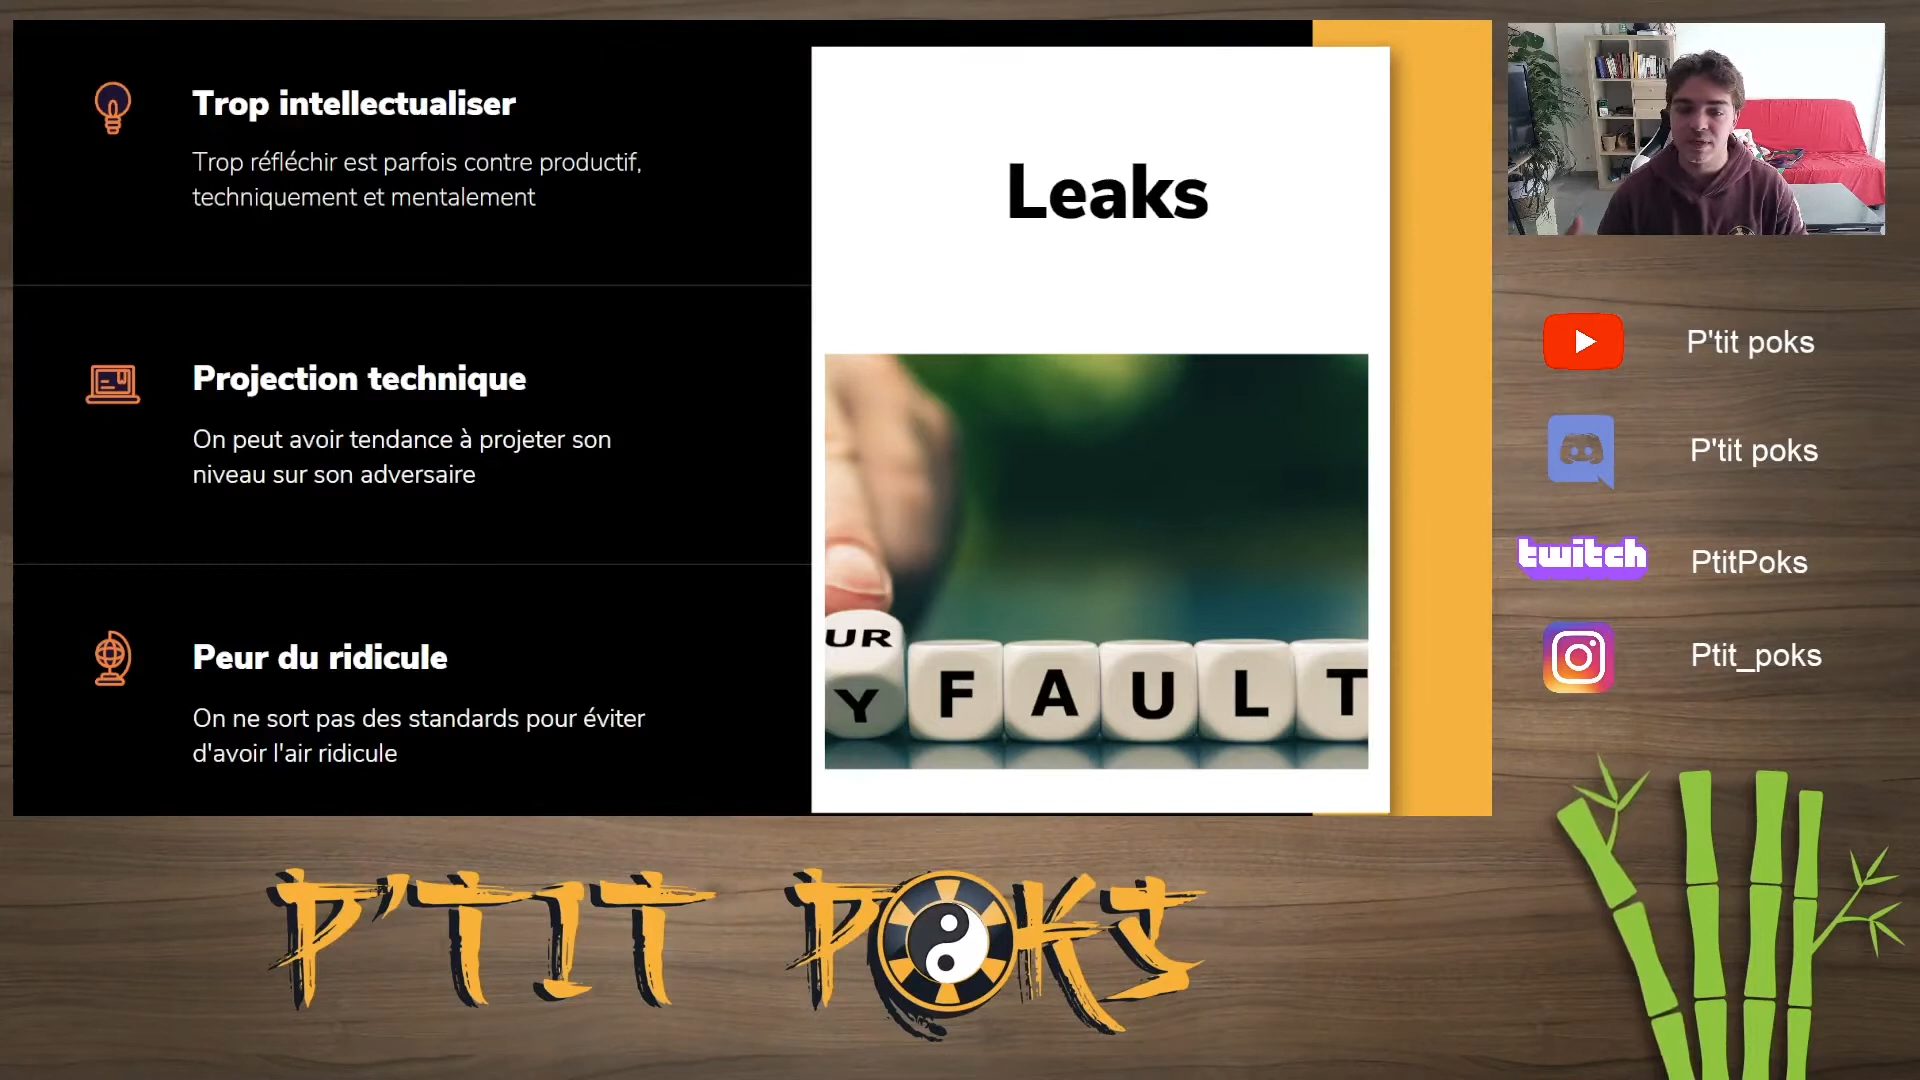 Trop intellectualiser
Trop réfléchir est parfois contre productif,
techniquement et mentalement
Projection technique
On peut avoir tendance à projeter son
niveau sur son adversaire
Peur du ridicule
On ne sort pas des standards pour éviter
d'avoir l'air ridicule
Leaks
UR
Y FAULT
P'tit poks
P'tit poks
twitch PtitPoks
Ptit_poks
P'TIT POKS